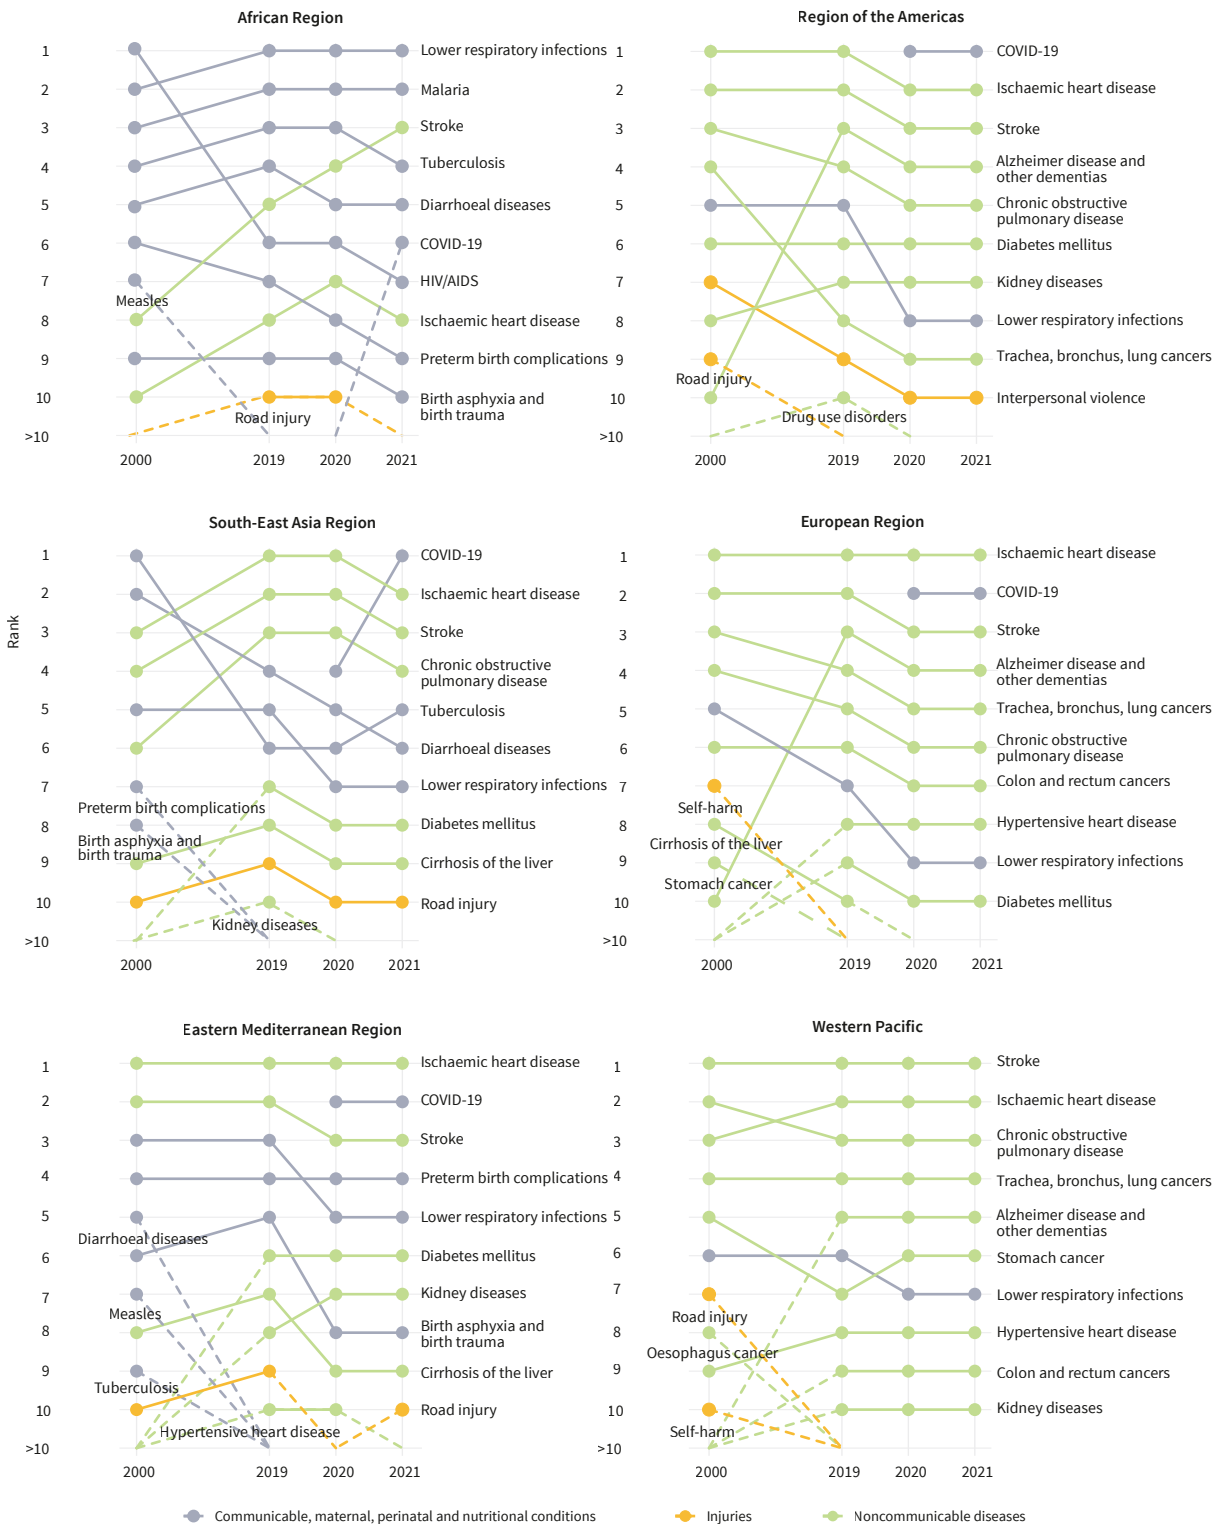 African Region
1
2
3
4
5
6
7
8
9
10
>10
Measles
Road injury
Lower respiratory infections
Malaria
Stroke
Tuberculosis
Diarrhoeal diseases
COVID-19
HIV/AIDS
Ischaemic heart disease
Preterm birth complications
Birth asphyxia and
birth trauma
2000
2019
2020
2021
Region of the Americas
1
2
3
4
5
6
7
8
9
10
>10
Road injury
Drug use disorders
COVID-19
Ischaemic heart disease
Stroke
Alzheimer disease and
other dementias
Chronic obstructive
pulmonary disease
Diabetes mellitus
Kidney diseases
Lower respiratory infections
Trachea, bronchus, lung cancers
Interpersonal violence
2000
2019
2020
2021
Rank
South-East Asia Region
1
2
3
4
5
6
7
8
9
10
>10
Preterm birth complications
Birth asphyxia and
birth trauma
Kidney diseases
COVID-19
Ischaemic heart disease
Stroke
Chronic obstructive
pulmonary disease
Tuberculosis
Diarrhoeal diseases
Lower respiratory infections
Diabetes mellitus
Cirrhosis of the liver
Road injury
2000
2019
2020
2021
European Region
1
2
3
4
5
6
7
8
9
10
>10
Self-harm
Cirrhosis of the liver
Stomach cancer
Ischaemic heart disease
COVID-19
Stroke
Alzheimer disease and
other dementias
Trachea, bronchus, lung cancers
Chronic obstructive
pulmonary disease
Colon and rectum cancers
Hypertensive heart disease
Lower respiratory infections
Diabetes mellitus
2000
2019
2020
2021
Eastern Mediterranean Region
1
2
3
4
5
6
7
8
9
10
>10
Diarrhoeal diseases
Measles
Tuberculosis
Hypertensive heart disease
Ischaemic heart disease
COVID-19
Stroke
Preterm birth complications
Lower respiratory infections
Diabetes mellitus
Kidney diseases
Birth asphyxia and
birth trauma
Cirrhosis of the liver
Road injury
2000
2019
2020
2021
Western Pacific
1
2
3
4
5
6
7
8
9
10
>10
Road injury
Oesophagus cancer
Self-harm
Stroke
Ischaemic heart disease
Chronic obstructive
pulmonary disease
Trachea, bronchus, lung cancers
Alzheimer disease and
other dementias
Stomach cancer
Lower respiratory infections
Hypertensive heart disease
Colon and rectum cancers
Kidney diseases
2000
2019
2020
2021
Communicable, maternal, perinatal and nutritional conditions
Injuries
Noncommunicable diseases